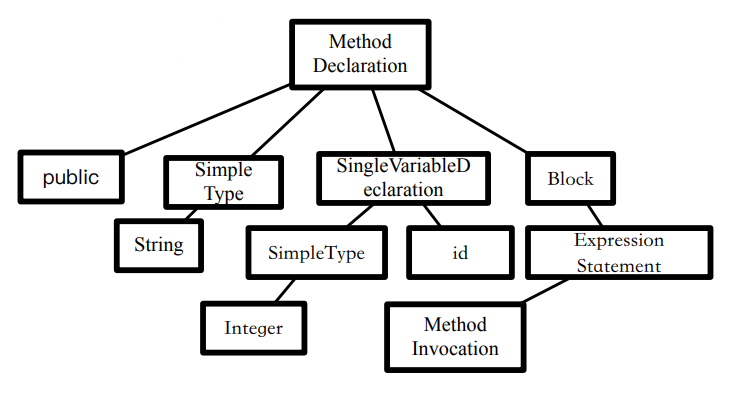 Method
Declaration
public
Simple
Type
SingleVariableD
eclaration
Block
String
SimpleType
id
Expression
Statement
Integer
Method
Invocation